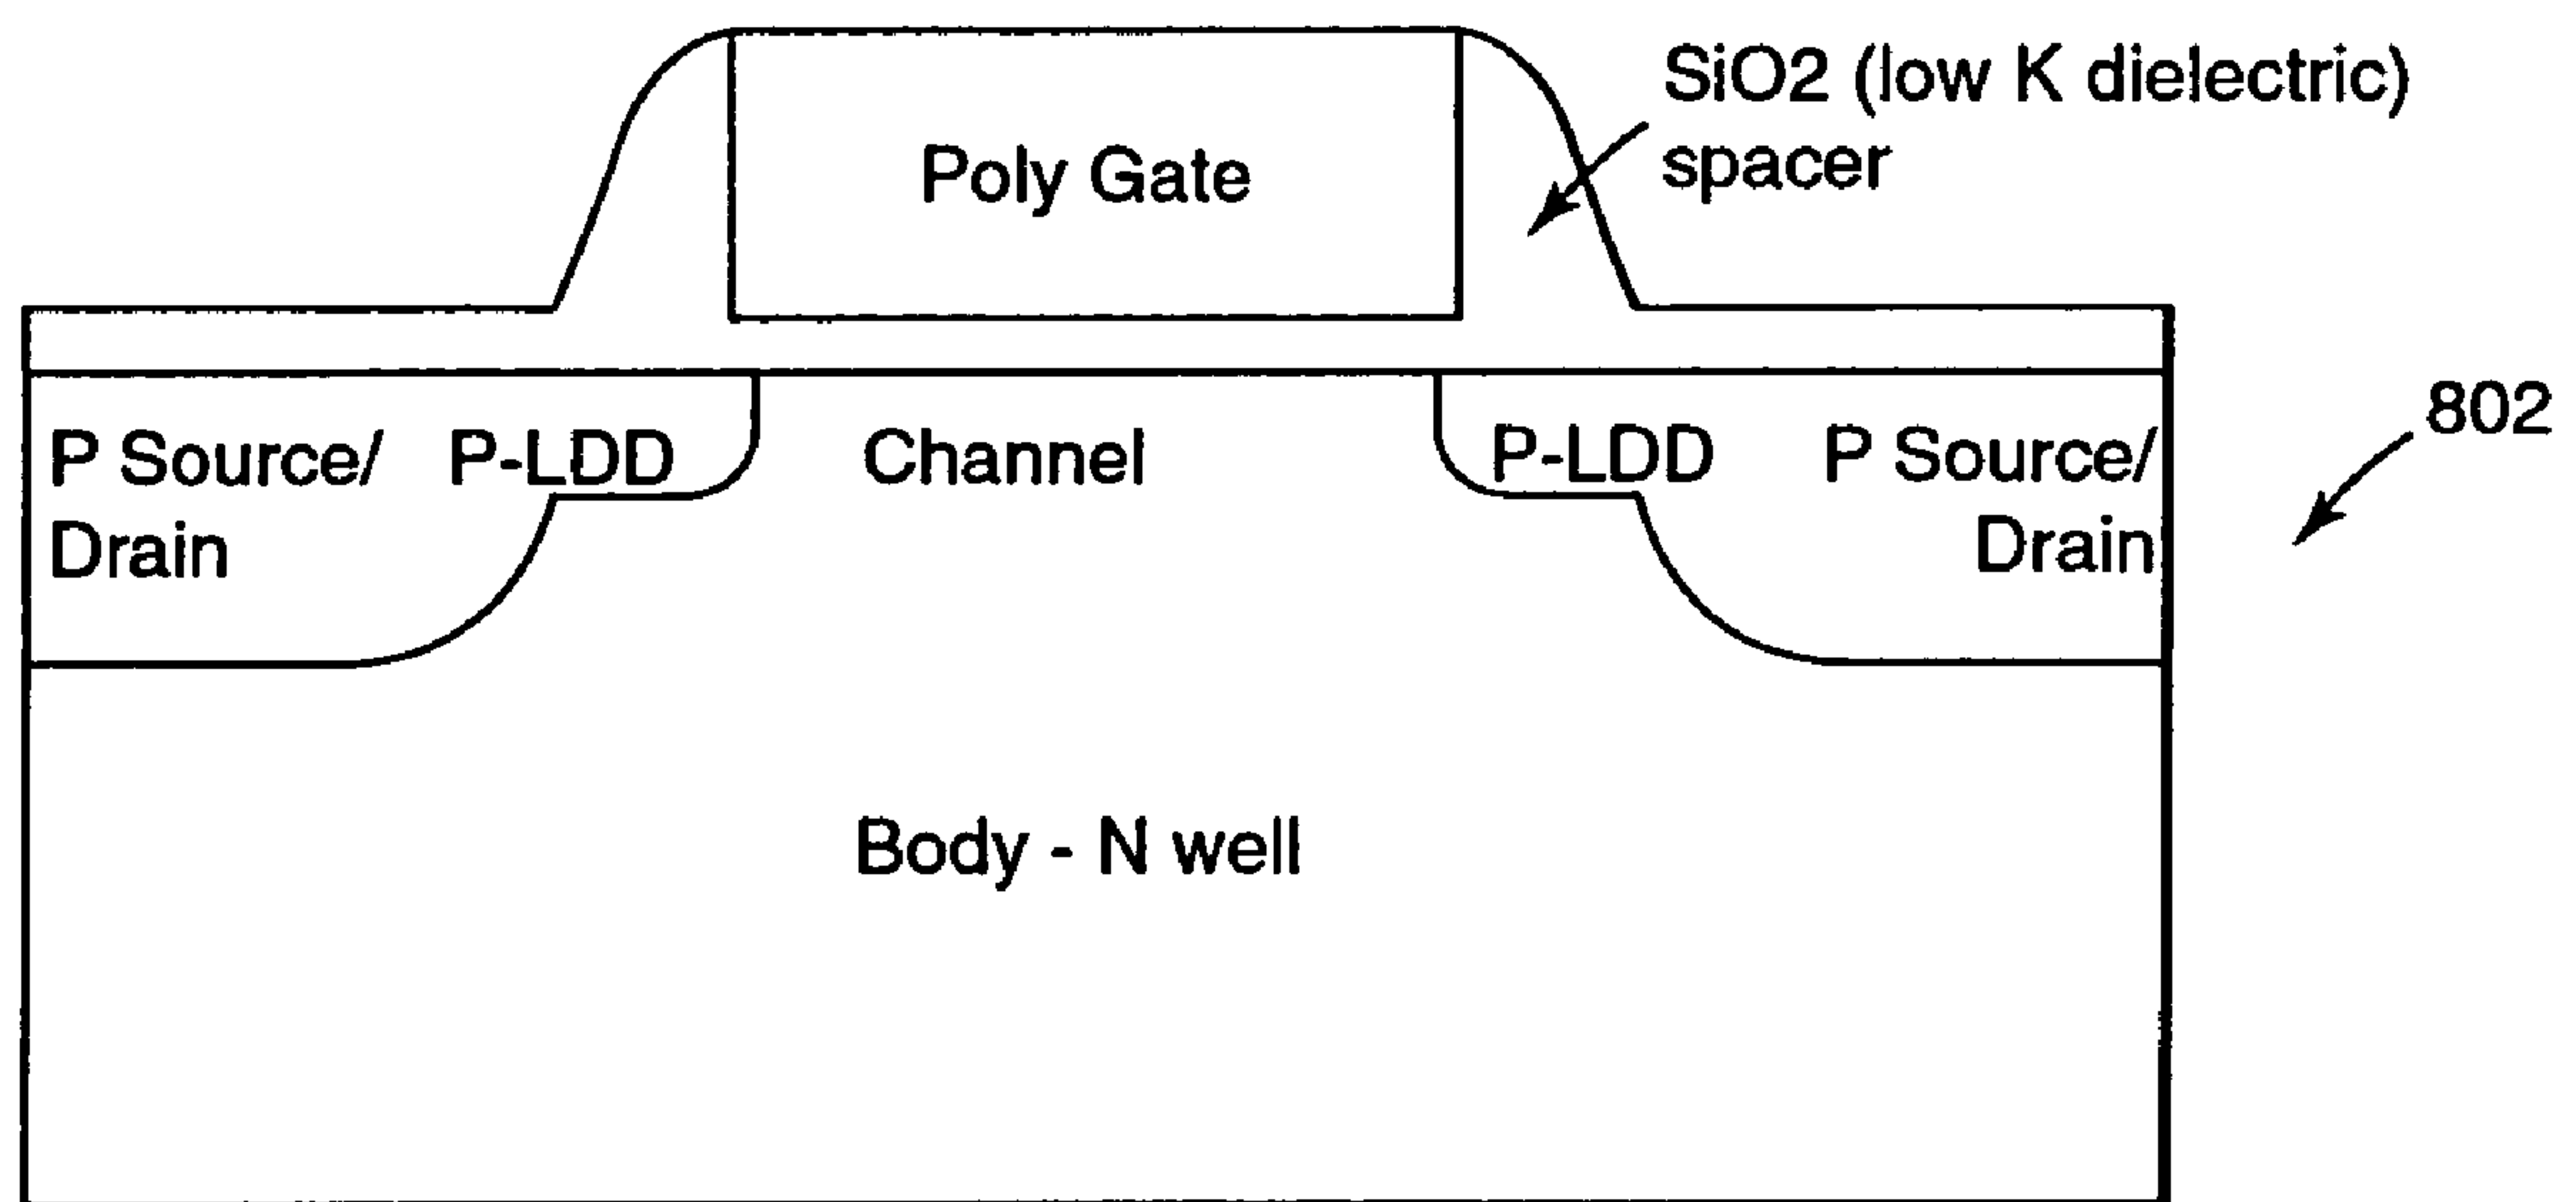 SiO2 (low K dielectric)
spacer
Poly Gate
802
P Source/
Drain
P-LDD
Channel
P-LDD
P Source/
Drain
Body - N well